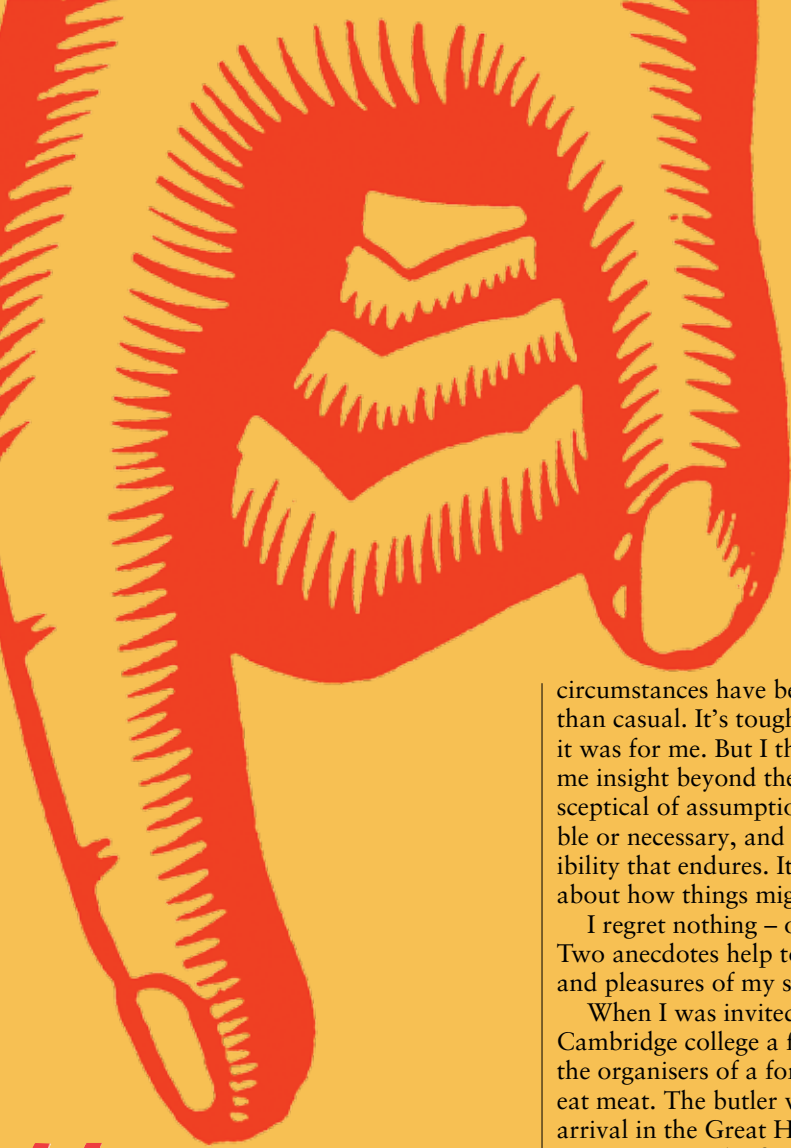 circumstances have be
than casual. It's tough
it was for me. But I th
me insight beyond the
sceptical of assumptio
ble or necessary, and
ibility that endures. It
about how things mig
I regret nothing – o
Two anecdotes help to
and pleasures of my s
When I was invited
Cambridge college a f
the organisers of a for
eat meat. The butler v
arrival in the Great H